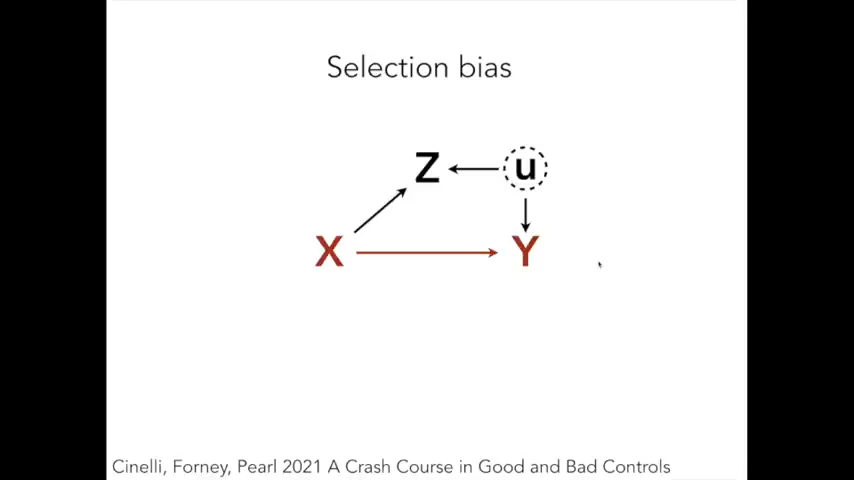 Selection bias
Z u
X Y
Cinelli, Forney, Pearl 2021 A Crash Course in Good and Bad Controls